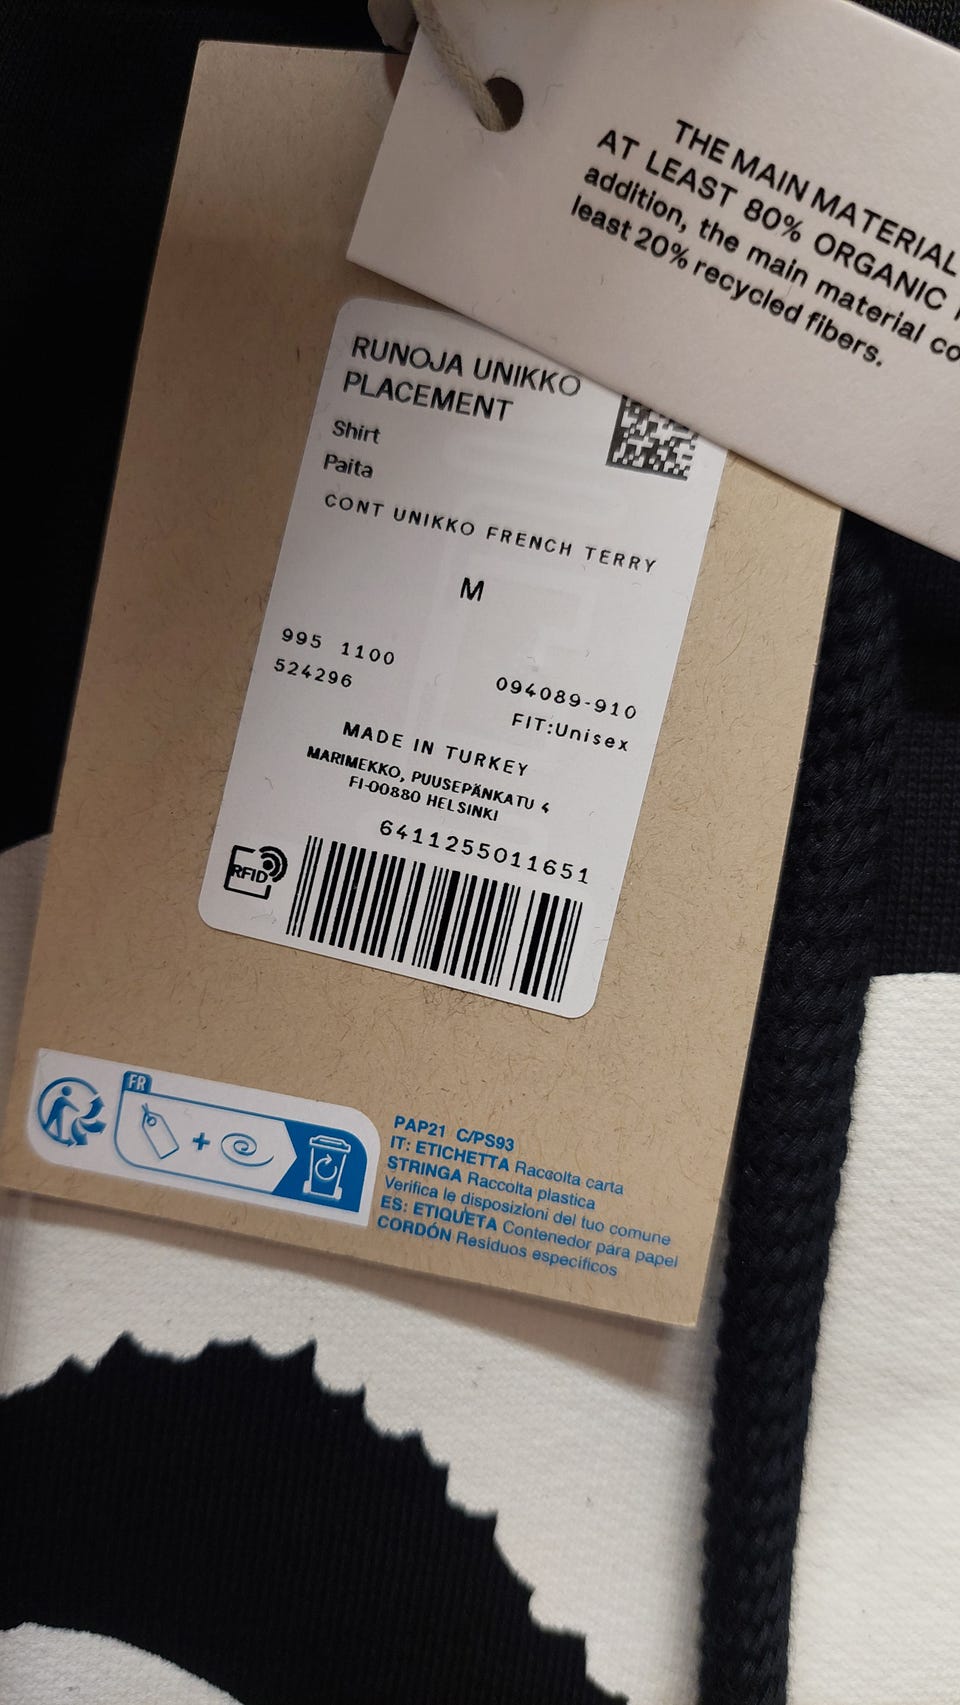 THE MAIN MATERIAL
AT LEAST 80% ORGANIC
addition, the main material co
least 20% recycled fibers.
RUNOJA UNIKKO
PLACEMENT
Shirt
Paita
CONT UNIKKO FRENCH TERRY
M
995 1100
524296
094089-910
FIT:Unisex
MADE IN TURKEY
MARIMEKKO, PUUSEPÄNKATU 4
FI-00880 HELSINKI
6411255011651
RFID
FR
PAP21 C/PS93
IT: ETICHETTA Raccolta carta
STRINGA Raccolta plastica
Verifica le disposizioni del tuo comune
ES: ETIQUETA Contenedor para papel
CORDÓN Residuos específicos